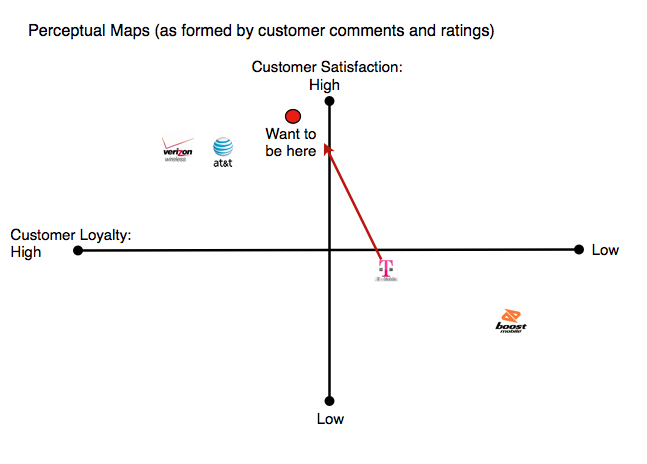 Perceptual Maps (as formed by customer comments and ratings)
Customer Satisfaction:
High
Want to
be here
verizon
wireless
at&t
Customer Loyalty:
High
Low
T
T-Mobile
boost
mobile
Low